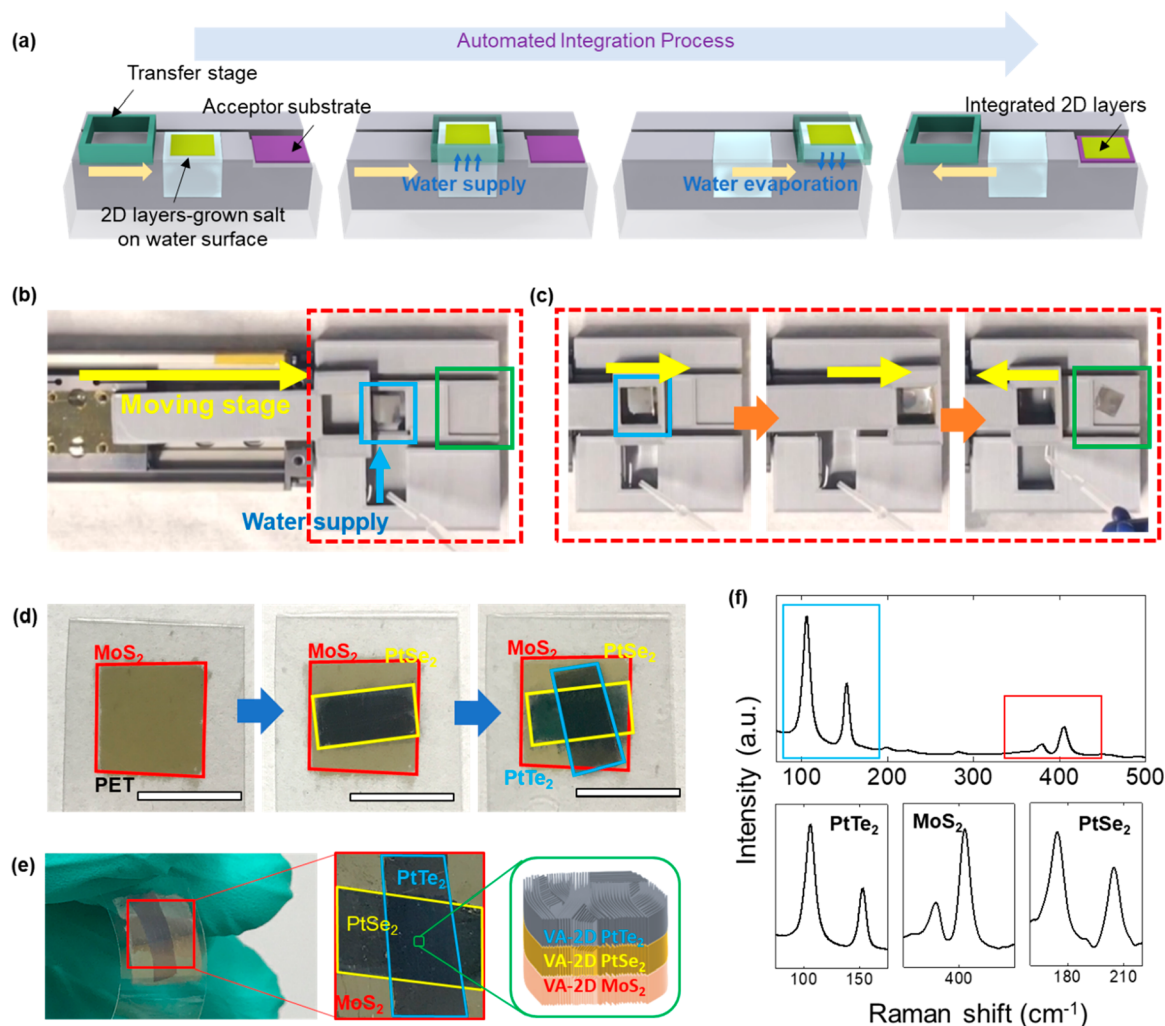 (a)
Automated Integration Process
Transfer stage
Acceptor substrate
Integrated 2D layers
Water supply
Water evaporation
2D layers-grown salt
on water surface
(b)
Moving stage
Water supply
(c)
(d)
MoS2
PET
MoS2
PtSe2
MoS2
PtSe2
PtTe2
(e)
PtTe2
PtSe2
MoS2
VA-2D PtTe2
VA-2D PtSe2
VA-2D MoS2
(f)
Intensity (a.u.)
100 200 300 400 500
PtTe2
MoS2
PtSe2
100 150
400
180 210
Raman shift (cm-1)